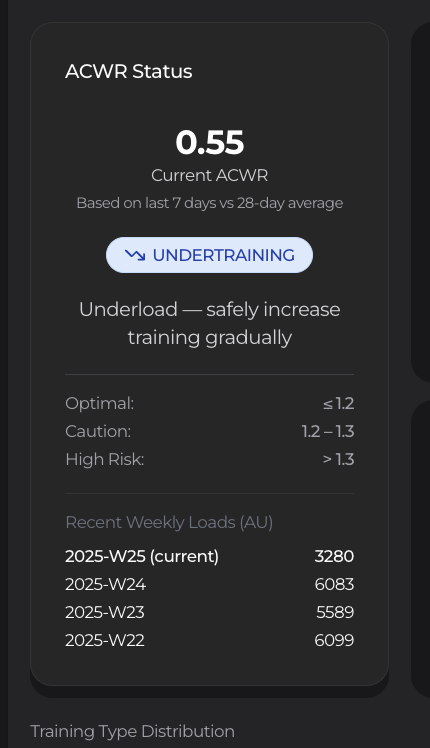 ACWR Status
0.55
Current ACWR
Based on last 7 days vs 28-day average
UNDERTRAINING
Underload — safely increase
training gradually
Optimal: ≤ 1.2
Caution: 1.2 – 1.3
High Risk: > 1.3
Recent Weekly Loads (AU)
2025-W25 (current) 3280
2025-W24 6083
2025-W23 5589
2025-W22 6099
Training Type Distribution